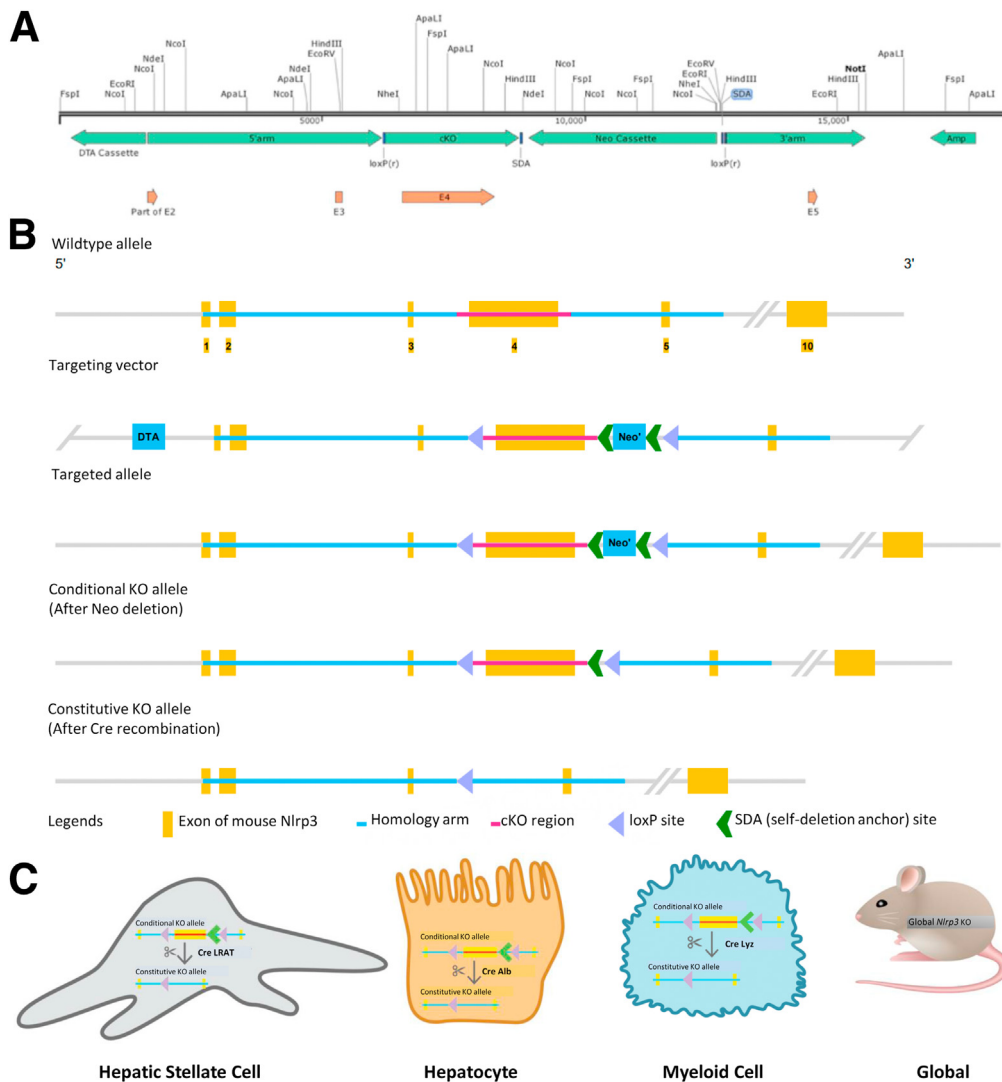 A
ApaLI
FspI
NcoI
HindIII
ApaLI
NcoI
EcoRV
NcoI
EcoRV
ApaLI
NdeI
NdeI
NcoI
FspI
EcoRI
HindIII
NotI
NcoI
EcoRI
ApaLI
HindIII
NcoI
FspI
NheI
SDA
HindIII
FspI
FspI
NcoI
ApaLI
NcoI
NheI
NdeI
NcoI
NcoI
NcoI
EcoRI
ApaLI
5000
10,000
15,000
5'arm
cKO
Neo Cassette
3'arm
Amp
DTA Cassette
loxP(r)
SDA
loxP(r)
E4
Part of E2
E3
E5
B
Wildtype allele
5'
3'
1 2 3 4 5 10
Targeting vector
DTA
Neo'
Targeted allele
Neo'
Conditional KO allele
(After Neo deletion)
Constitutive KO allele
(After Cre recombination)
Legends
Exon of mouse Nlrp3
Homology arm
cKO region
loxP site
SDA (self-deletion anchor) site
C
Conditional KO allele
Cre LRAT
Constitutive KO allele
Conditional KO allele
Cre Alb
Constitutive KO allele
Conditional KO allele
Cre Lyz
Constitutive KO allele
Global Nlrp3 KO
Hepatic Stellate Cell
Hepatocyte
Myeloid Cell
Global